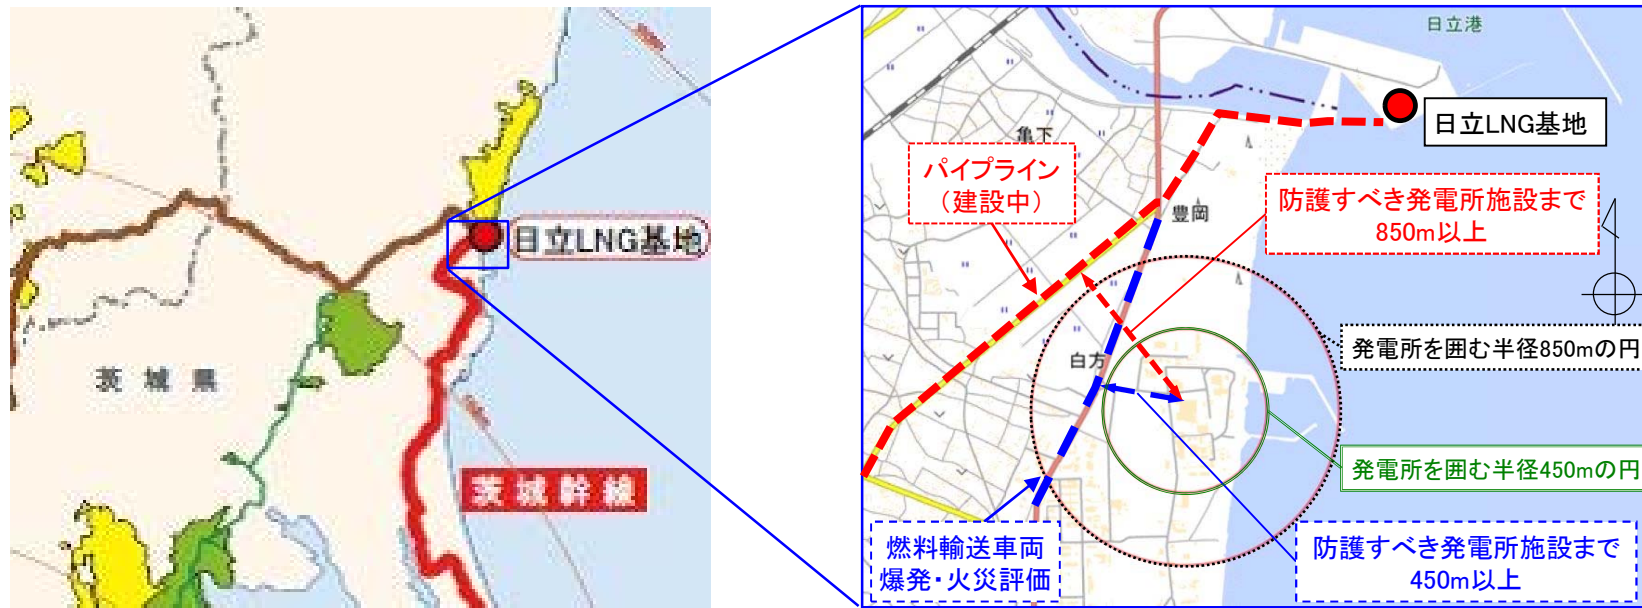 日立LNG基地
茨城県
茨城幹線
日立港
日立LNG基地
亀下
パイプライン
（建設中）
豊岡
防護すべき発電所施設まで
850m以上
発電所を囲む半径850mの円
白方
発電所を囲む半径450mの円
燃料輸送車両
爆発・火災評価
防護すべき発電所施設まで
450m以上